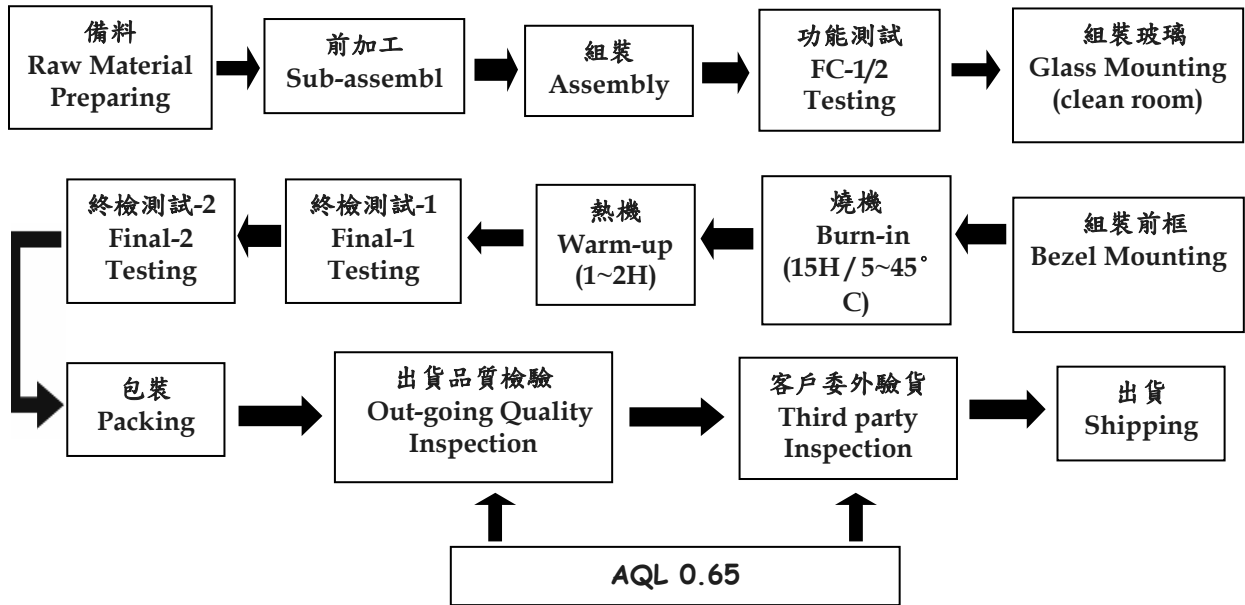 備料
Raw Material
Preparing
前加工
Sub-assembl
組裝
Assembly
功能測試
FC-1/2
Testing
組裝玻璃
Glass Mounting
(clean room)
終檢測試-2
Final-2
Testing
終檢測試-1
Final-1
Testing
熱機
Warm-up
(1~2H)
燒機
Burn-in
(15H / 5~45°
C)
組裝前框
Bezel Mounting
包裝
Packing
出貨品質檢驗
Out-going Quality
Inspection
客戶委外驗貨
Third party
Inspection
出貨
Shipping
AQL 0.65